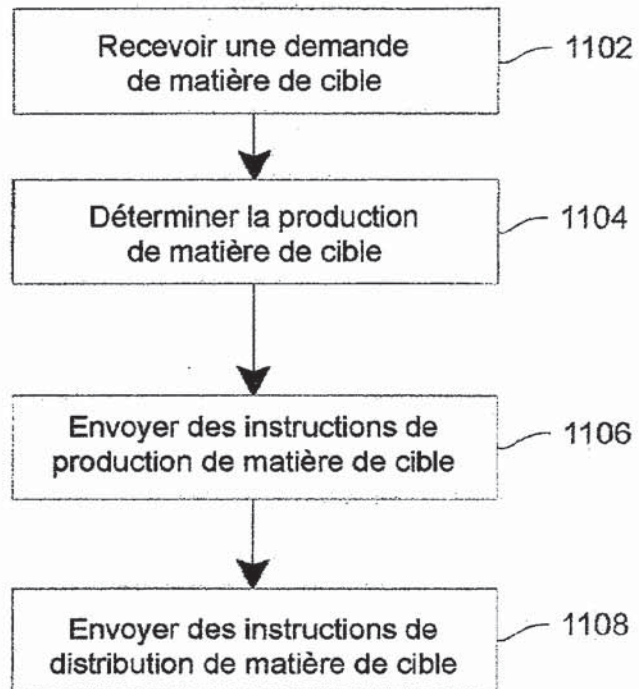 Recevoir une demande
de matière de cible
1102
Déterminer la production
de matière de cible
1104
Envoyer des instructions de
production de matière de cible
1106
Envoyer des instructions de
distribution de matière de cible
1108